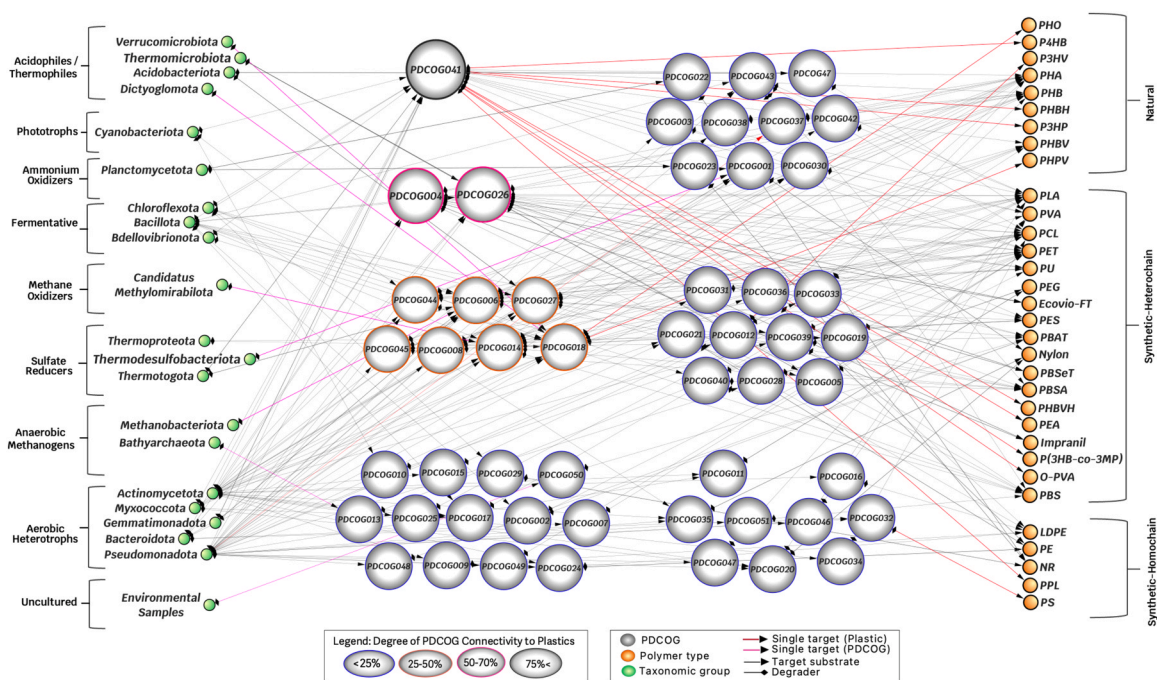 Acidophiles /
Thermophiles
Verrucomicrobiota
Thermomicrobiota
Acidobacteriota
Dictyoglomota
Phototrophs
Cyanobacteriota
Ammonium
Oxidizers
Planctomycetota
Fermentative
Chloroflexota
Bacillota
Bdellovibrionota
Methane
Oxidizers
Candidatus
Methylomirabilota
Sulfate
Reducers
Thermoproteota
Thermodesulfobacteriota
Thermotogota
Anaerobic
Methanogens
Methanobacteriota
Bathyarchaeota
Aerobic
Heterotrophs
Actinomycetota
Myxococcota
Gemmatimonadota
Bacteroidota
Pseudomonadota
Uncultured
Environmental
Samples
PDCOG041
PDCOG004 PDCOG026
PDCOG044 PDCOG006 PDCOG027
PDCOG045 PDCOG008 PDCOG014 PDCOG018
PDCOG010 PDCOG015 PDCOG029 PDCOG050
PDCOG013 PDCOG025 PDCOG017 PDCOG002 PDCOG007
PDCOG048 PDCOG009 PDCOG049 PDCOG024
PDCOG022 PDCOG043 PDCOG47
PDCOG003 PDCOG038 PDCOG037 PDCOG042
PDCOG023 PDCOG001 PDCOG030
PDCOG031 PDCOG036 PDCOG033
PDCOG021 PDCOG012 PDCOG039 PDCOG019
PDCOG040 PDCOG028 PDCOG005
PDCOG011 PDCOG016
PDCOG035 PDCOG051 PDCOG046 PDCOG032
PDCOG047 PDCOG020 PDCOG034
PHO
P4HB
P3HV
PHA
PHB
PHBH
P3HP
PHBV
PHPV
Natural
PLA
PVA
PCL
PET
PU
PEG
Ecovio-FT
PES
PBAT
Nylon
PBSeT
PBSA
PHBVH
PEA
Impranil
P(3HB-co-3MP)
O-PVA
PBS
Synthetic-Heterochain
LDPE
PE
NR
PPL
PS
Synthetic-Homochain
Legend: Degree of PDCOG Connectivity to Plastics
<25% 25-50% 50-70% 75%<
PDCOG
Polymer type
Taxonomic group
Single target (Plastic)
Single target (PDCOG)
Target substrate
Degrader